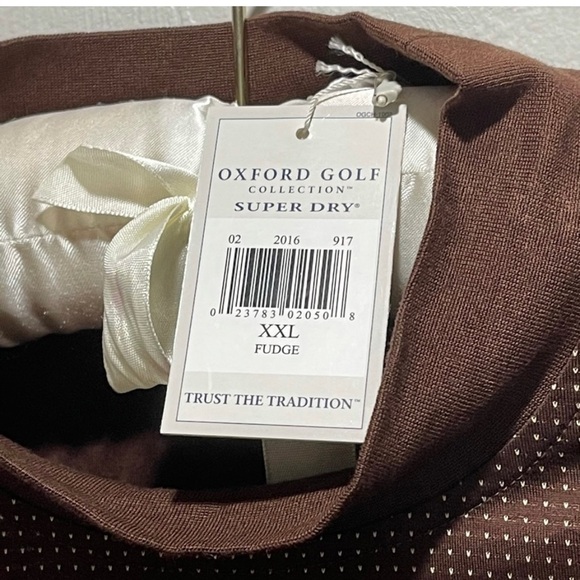 OXFORD GOLF
COLLECTION™
SUPER DRY®
02 2016 917
0 23783 02050 8
XXL
FUDGE
TRUST THE TRADITION™